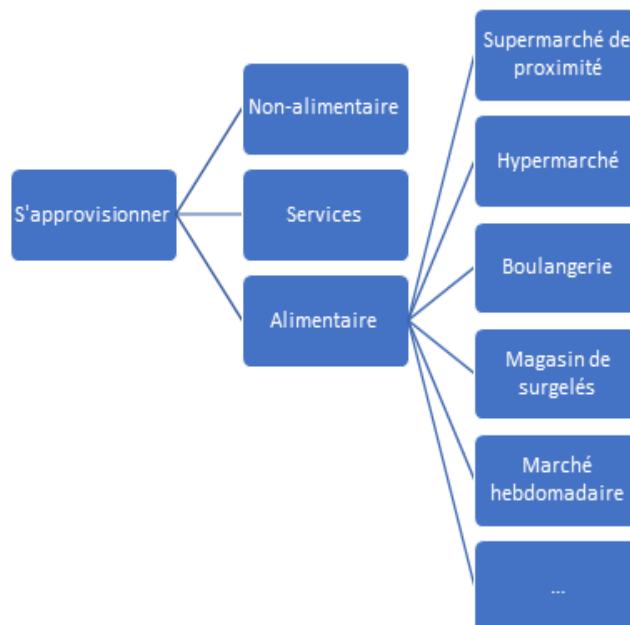 S'approvisionner
Non-alimentaire
Services
Alimentaire
Supermarché de
proximité
Hypermarché
Boulangerie
Magasin de
surgelés
Marché
hebdomadaire
...